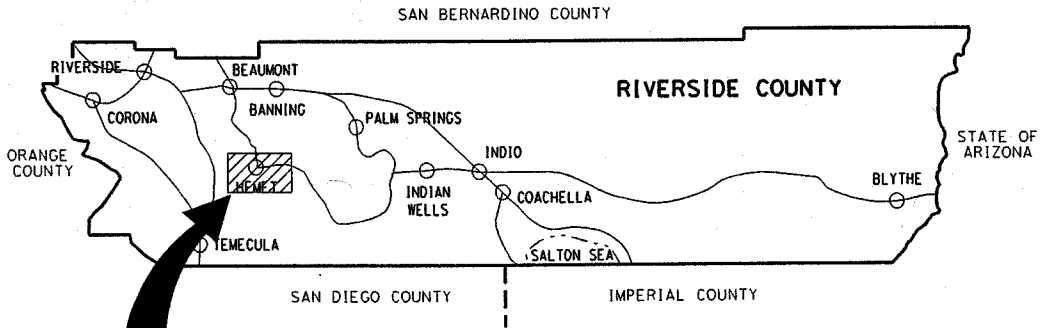 SAN BERNARDINO COUNTY
RIVERSIDE
BEAUMONT
RIVERSIDE COUNTY
BANNING
CORONA
PALM SPRINGS
STATE OF
ARIZONA
ORANGE
COUNTY
INDIO
HEMET
INDIAN
WELLS
COACHELLA
BLYTHE
TEMECULA
SALTON SEA
SAN DIEGO COUNTY
IMPERIAL COUNTY